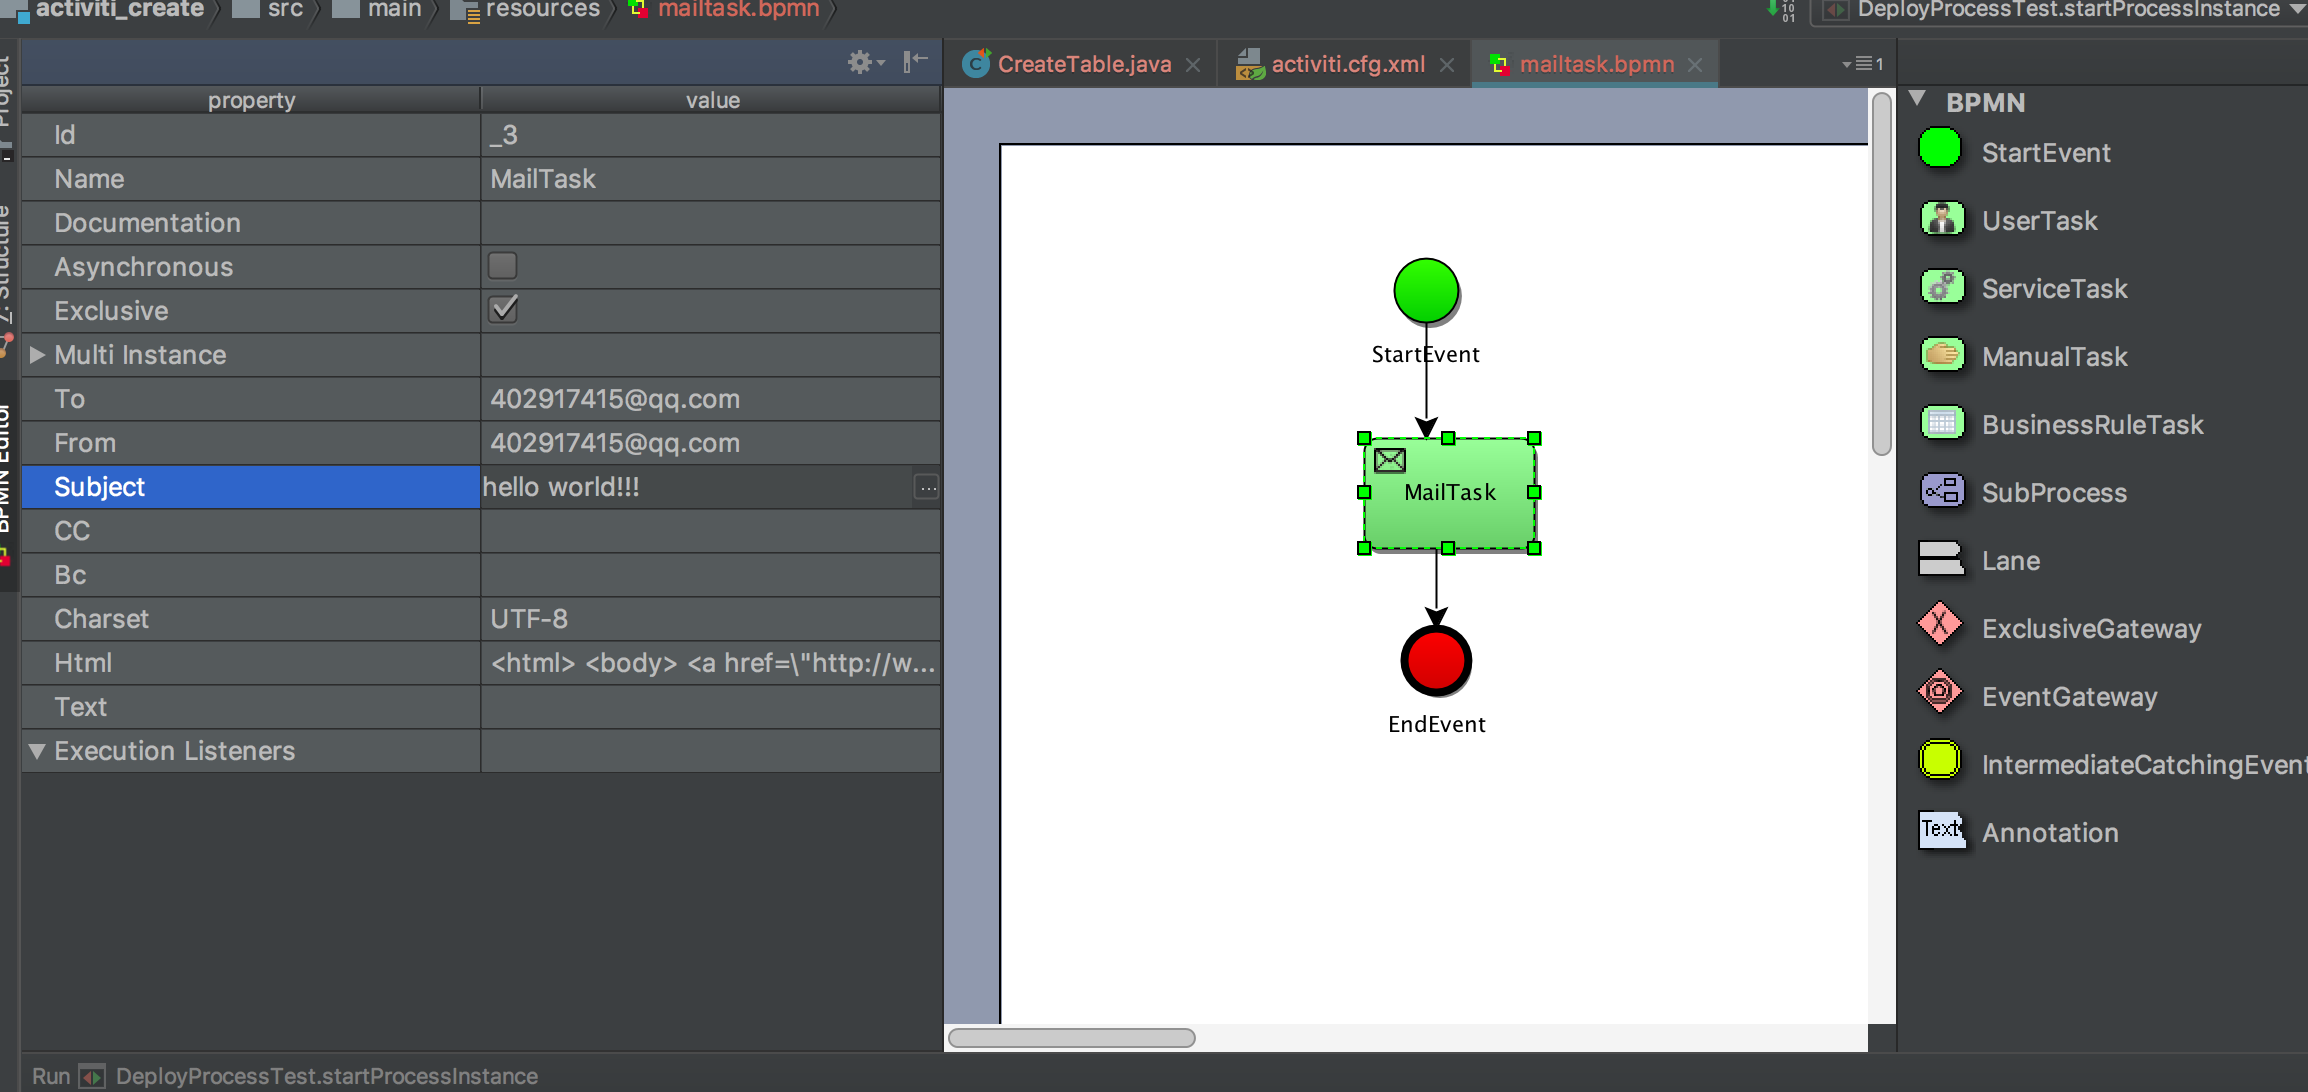 activiti_create src main resources mailtask.bpmn
DeployProcessTest.startProcessInstance
Project
Z: Structure
BPMN Editor
property value
Id _3
Name MailTask
Documentation
Asynchronous
Exclusive
Multi Instance
To 402917415@qq.com
From 402917415@qq.com
Subject hello world!!! ...
CC
Bc
Charset UTF-8
Html <html> <body> <a href=\"http://w...
Text
Execution Listeners
CreateTable.java activiti.cfg.xml mailtask.bpmn 1
StartEvent
MailTask
EndEvent
BPMN
StartEvent
UserTask
ServiceTask
ManualTask
BusinessRuleTask
SubProcess
Lane
ExclusiveGateway
EventGateway
IntermediateCatchingEvent
Text Annotation
Run DeployProcessTest.startProcessInstance